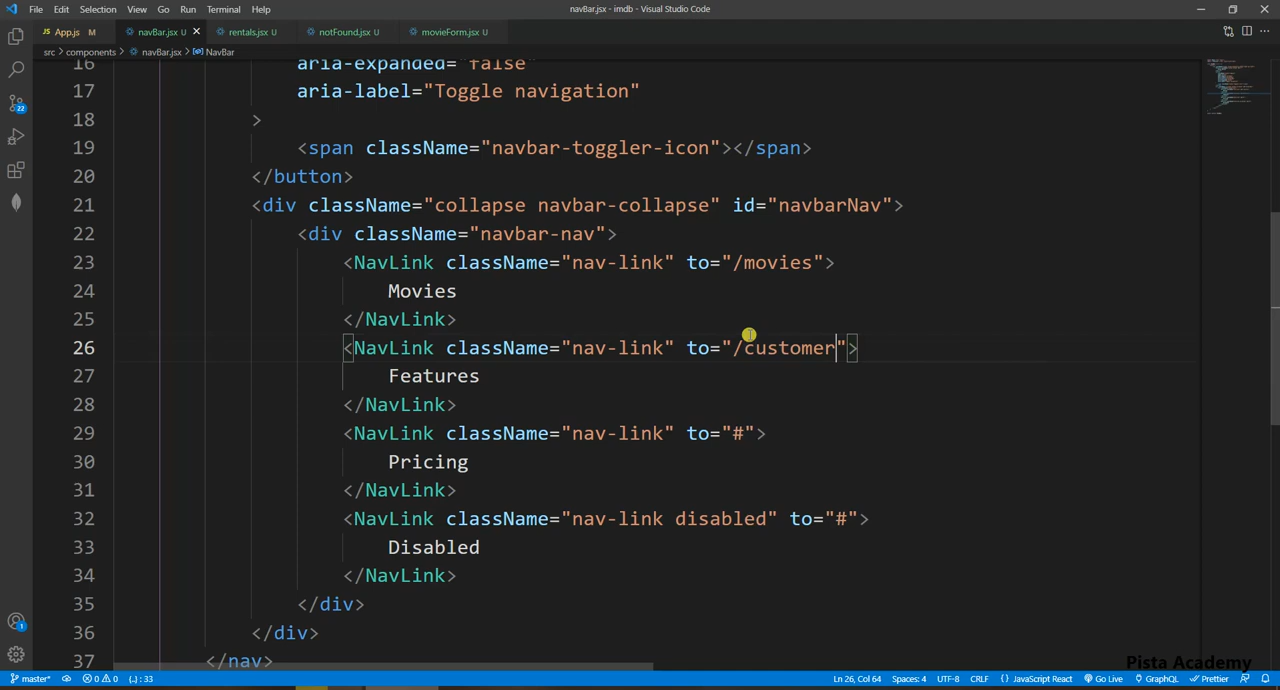 File Edit Selection View Go Run Terminal Help navBar.jsx - imdb - Visual Studio Code
JS App.js M navBar.jsx U rentals.jsx U notFound.jsx U movieForm.jsx U
src > components > navBar.jsx > NavBar
16 aria-expanded="false"
17 aria-label="Toggle navigation"
18 >
19 <span className="navbar-toggler-icon"></span>
20 </button>
21 <div className="collapse navbar-collapse" id="navbarNav">
22 <div className="navbar-nav">
23 <NavLink className="nav-link" to="/movies">
24 Movies
25 </NavLink>
26 <NavLink className="nav-link" to="/customer">
27 Features
28 </NavLink>
29 <NavLink className="nav-link" to="#">
30 Pricing
31 </NavLink>
32 <NavLink className="nav-link disabled" to="#">
33 Disabled
34 </NavLink>
35 </div>
36 </div>
37 </nav>
22
1
Pista Academy
master* 0 0 {..} : 33 Ln 26, Col 64 Spaces: 4 UTF-8 CRLF {} JavaScript React Go Live GraphQL Prettier